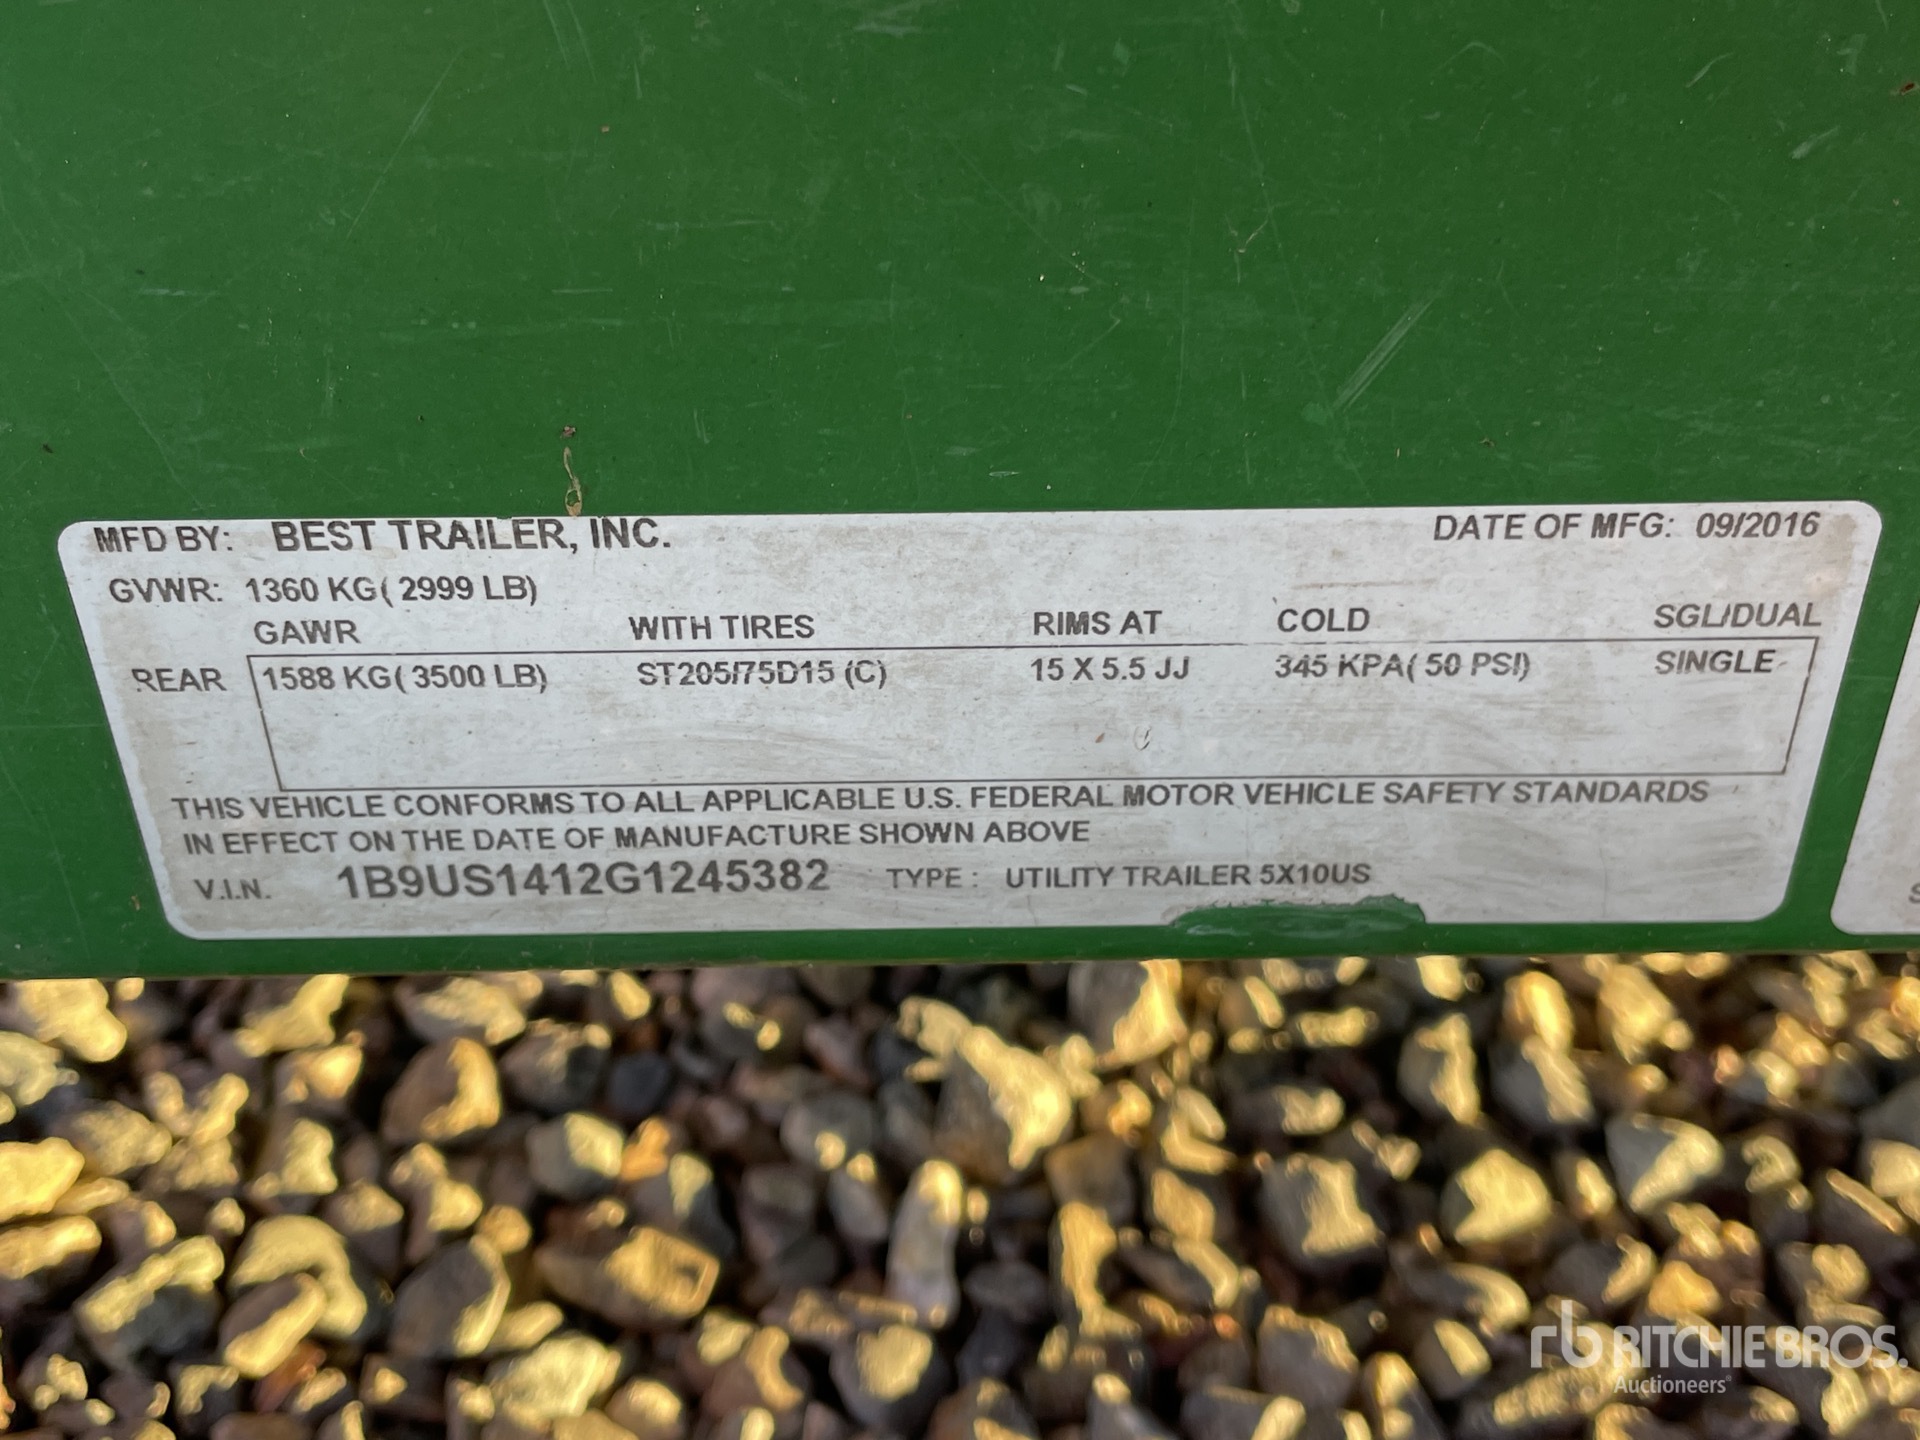 MFD BY: BEST TRAILER, INC. DATE OF MFG: 09/2016
GVWR: 1360 KG( 2999 LB)
GAWR WITH TIRES RIMS AT COLD SGL/DUAL
REAR 1588 KG( 3500 LB) ST205/75D15 (C) 15 X 5.5 JJ 345 KPA( 50 PSI) SINGLE
THIS VEHICLE CONFORMS TO ALL APPLICABLE U.S. FEDERAL MOTOR VEHICLE SAFETY STANDARDS
IN EFFECT ON THE DATE OF MANUFACTURE SHOWN ABOVE
V.I.N. 1B9US1412G1245382 TYPE : UTILITY TRAILER 5X10US
rb RITCHIE BROS.
Auctioneers